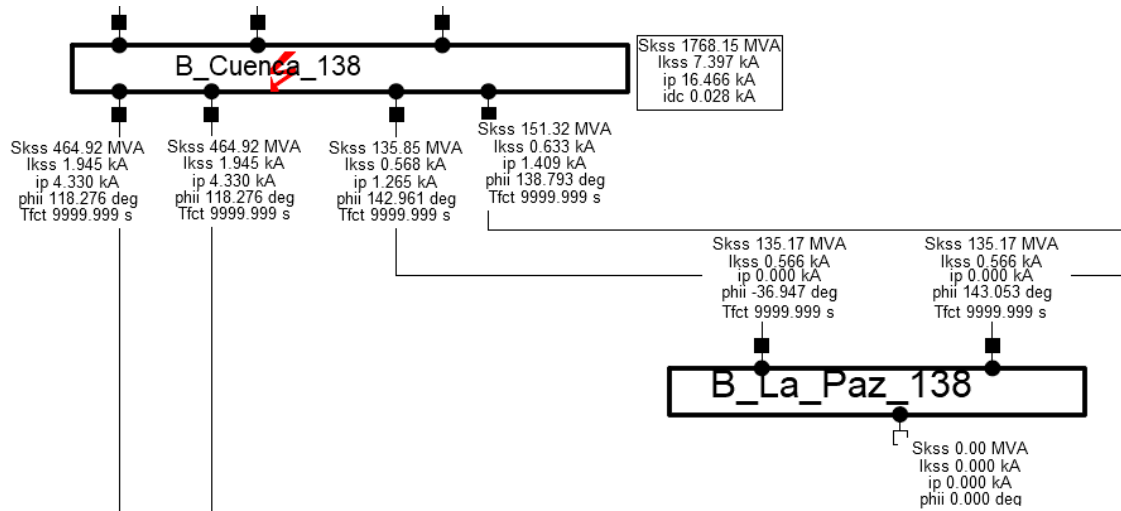 B_Cuenca_138
Skss 1768.15 MVA
Ikss 7.397 kA
ip 16.466 kA
idc 0.028 kA
Skss 464.92 MVA
Ikss 1.945 kA
ip 4.330 kA
phii 118.276 deg
Tfct 9999.999 s
Skss 464.92 MVA
Ikss 1.945 kA
ip 4.330 kA
phii 118.276 deg
Tfct 9999.999 s
Skss 135.85 MVA
Ikss 0.568 kA
ip 1.265 kA
phii 142.961 deg
Tfct 9999.999 s
Skss 151.32 MVA
Ikss 0.633 kA
ip 1.409 kA
phii 138.793 deg
Tfct 9999.999 s
Skss 135.17 MVA
Ikss 0.566 kA
ip 0.000 kA
phii -36.947 deg
Tfct 9999.999 s
Skss 135.17 MVA
Ikss 0.566 kA
ip 0.000 kA
phii 143.053 deg
Tfct 9999.999 s
B_La_Paz_138
Skss 0.00 MVA
Ikss 0.000 kA
ip 0.000 kA
phii 0.000 deg